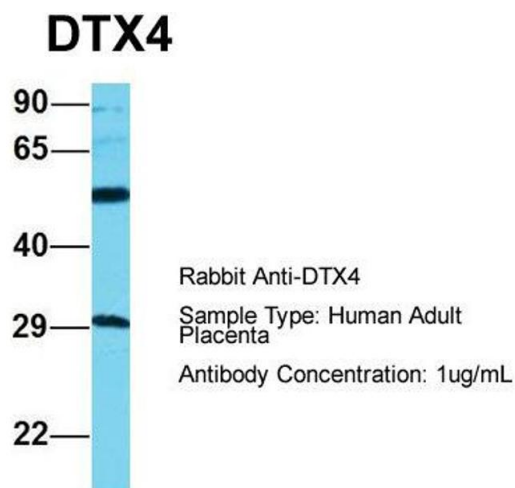 DTX4
90
65
40
29
22
Rabbit Anti-DTX4
Sample Type: Human Adult
Placenta
Antibody Concentration: 1ug/mL